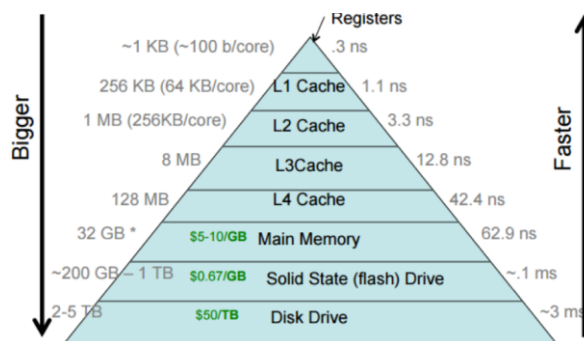 Registers
~1 KB (~100 b/core) .3 ns
256 KB (64 KB/core) L1 Cache 1.1 ns
1 MB (256KB/core) L2 Cache 3.3 ns
8 MB L3Cache 12.8 ns
128 MB L4 Cache 42.4 ns
32 GB * $5-10/GB Main Memory 62.9 ns
~200 GB – 1 TB $0.67/GB Solid State (flash) Drive ~.1 ms
2-5 TB $50/TB Disk Drive ~3 ms
Bigger
Faster